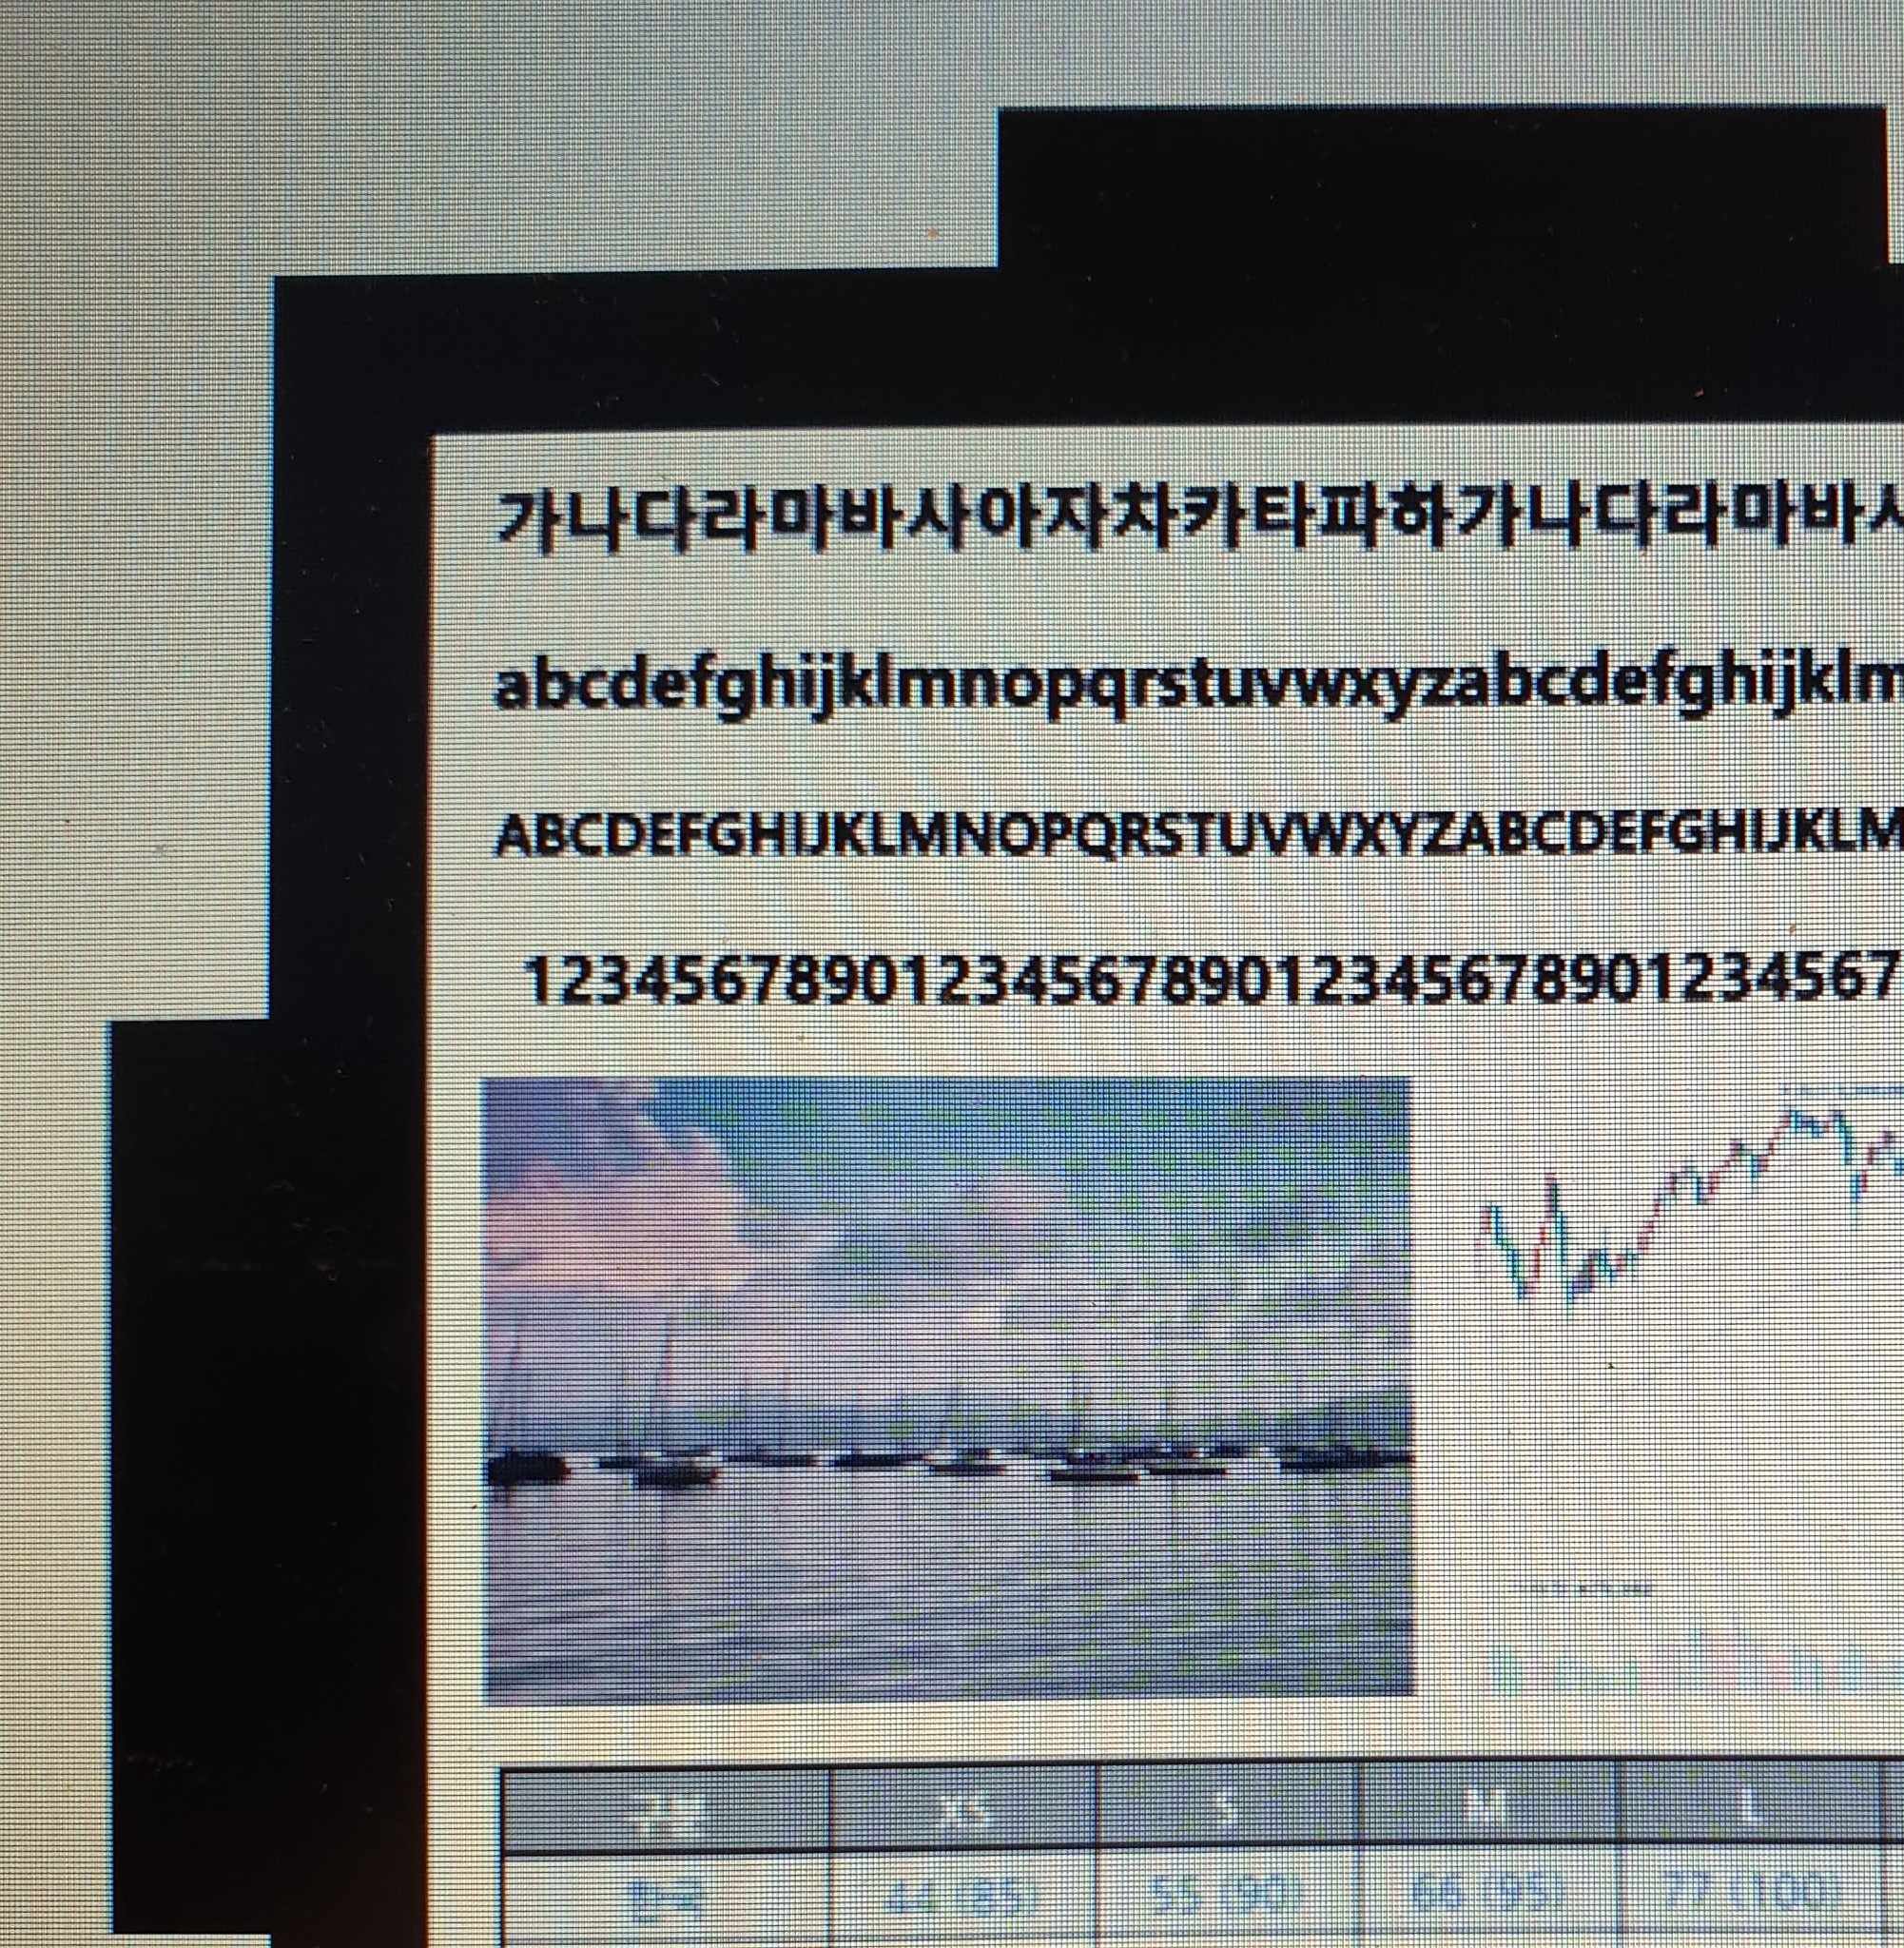 가나다라마바사아자차카타파하가나다라마바
abcdefghijklmnopqrstuvwxyzabcdefghijklm
ABCDEFGHIJKLMNOPQRSTUVWXYZABCDEFGHIJKLM
1234567890123456789012345678901234567
구분 XS S M L
한국 44 (85) 55 (90) 66 (95) 77 (100)